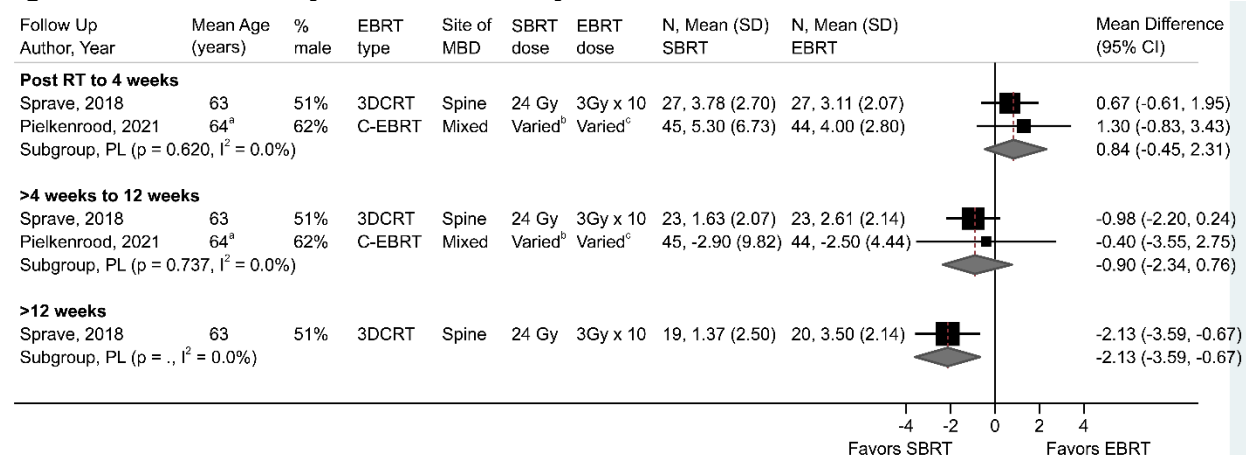 Follow Up Mean Age % EBRT Site of SBRT EBRT N, Mean (SD) N, Mean (SD) Mean Difference
Author, Year (years) male type MBD dose dose SBRT EBRT (95% CI)
Post RT to 4 weeks
Sprave, 2018 63 51% 3DCRT Spine 24 Gy 3Gy x 10 27, 3.78 (2.70) 27, 3.11 (2.07) 0.67 (-0.61, 1.95)
Pielkenrood, 2021 64ª 62% C-EBRT Mixed Variedᵇ Variedᶜ 45, 5.30 (6.73) 44, 4.00 (2.80) 1.30 (-0.83, 3.43)
Subgroup, PL (p = 0.620, I² = 0.0%) 0.84 (-0.45, 2.31)
>4 weeks to 12 weeks
Sprave, 2018 63 51% 3DCRT Spine 24 Gy 3Gy x 10 23, 1.63 (2.07) 23, 2.61 (2.14) -0.98 (-2.20, 0.24)
Pielkenrood, 2021 64ª 62% C-EBRT Mixed Variedᵇ Variedᶜ 45, -2.90 (9.82) 44, -2.50 (4.44) -0.40 (-3.55, 2.75)
Subgroup, PL (p = 0.737, I² = 0.0%) -0.90 (-2.34, 0.76)
>12 weeks
Sprave, 2018 63 51% 3DCRT Spine 24 Gy 3Gy x 10 19, 1.37 (2.50) 20, 3.50 (2.14) -2.13 (-3.59, -0.67)
Subgroup, PL (p = ., I² = 0.0%) -2.13 (-3.59, -0.67)
-4 -2 0 2 4
Favors SBRT Favors EBRT